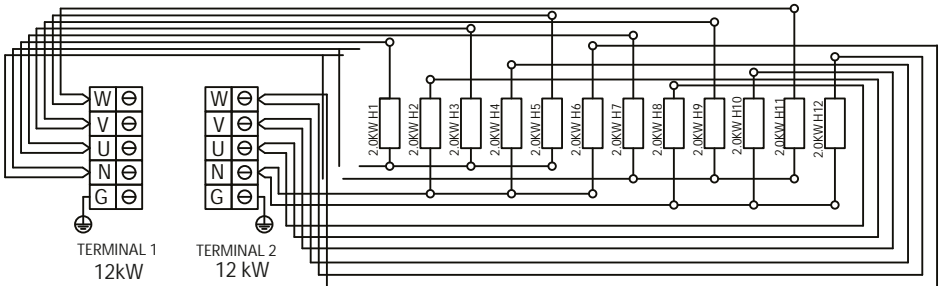 W
V
U
N
G
TERMINAL 1
12kW
W
V
U
N
G
TERMINAL 2
12 kW
2.0KW H1
2.0KW H2
2.0KW H3
2.0KW H4
2.0KW H5
2.0KW H6
2.0KW H7
2.0KW H8
2.0KW H9
2.0KW H10
2.0KW H11
2.0KW H12